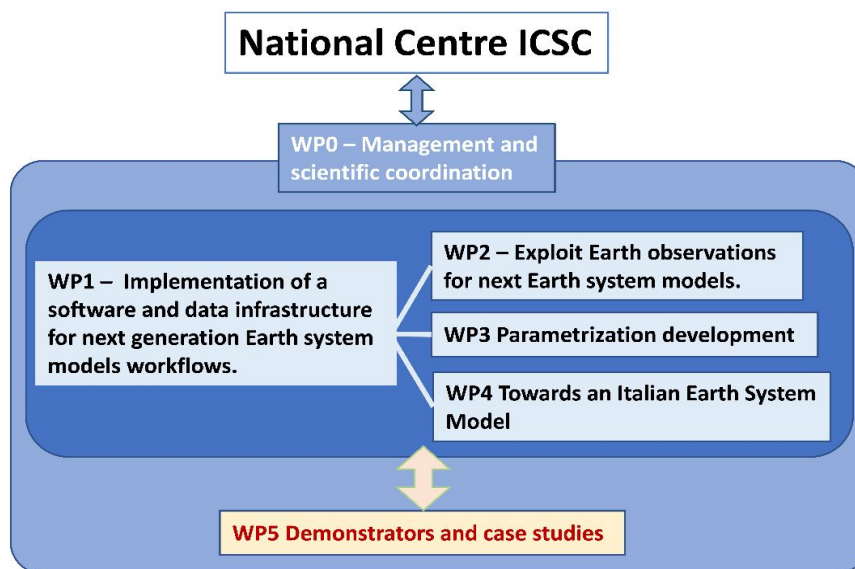 National Centre ICSC
WP0 – Management and
scientific coordination
WP1 – Implementation of a
software and data infrastructure
for next generation Earth system
models workflows.
WP2 – Exploit Earth observations
for next Earth system models.
WP3 Parametrization development
WP4 Towards an Italian Earth System
Model
WP5 Demonstrators and case studies